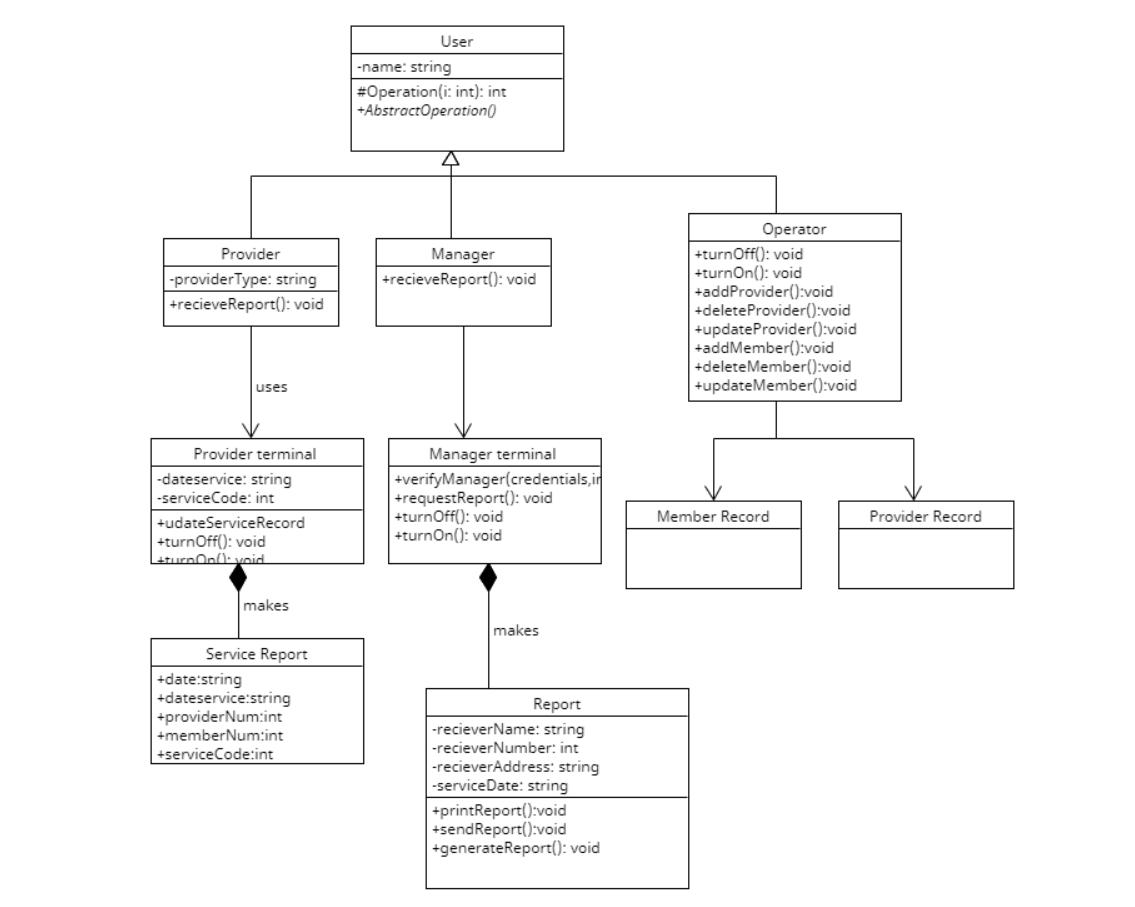 User
-name: string
#Operation(i: int): int
+AbstractOperation()
Provider
-providerType: string
+recieveReport(): void
Manager
+recieveReport(): void
Operator
+turnOff(): void
+turnOn(): void
+addProvider():void
+deleteProvider():void
+updateProvider():void
+addMember():void
+deleteMember():void
+updateMember():void
uses
Provider terminal
-dateservice: string
-serviceCode: int
+udateServiceRecord
+turnOff(): void
+turnOn(): void
Manager terminal
+verifyManager(credentials,in
+requestReport(): void
+turnOff(): void
+turnOn(): void
Member Record
Provider Record
makes
makes
Service Report
+date:string
+dateservice:string
+providerNum:int
+memberNum:int
+serviceCode:int
Report
-recieverName: string
-recieverNumber: int
-recieverAddress: string
-serviceDate: string
+printReport():void
+sendReport():void
+generateReport(): void